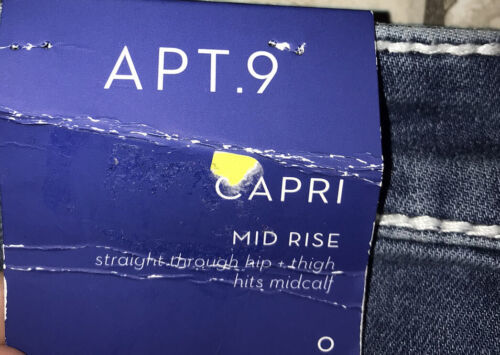 APT.9
CAPRI
MID RISE
straight through hip + thigh
hits midcalf
0